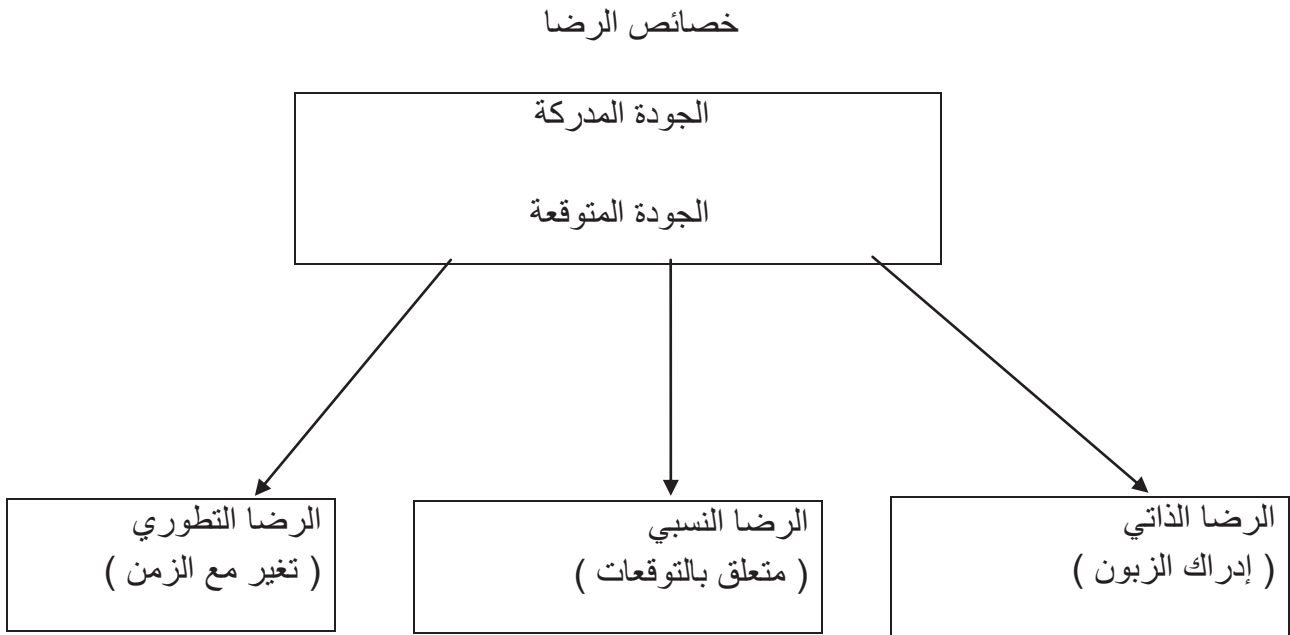 خصائص الرضا
الجودة المدركة
الجودة المتوقعة
الرضا الذاتي
( إدراك الزبون )
الرضا النسبي
( متعلق بالتوقعات )
الرضا التطوري
( تغير مع الزمن )